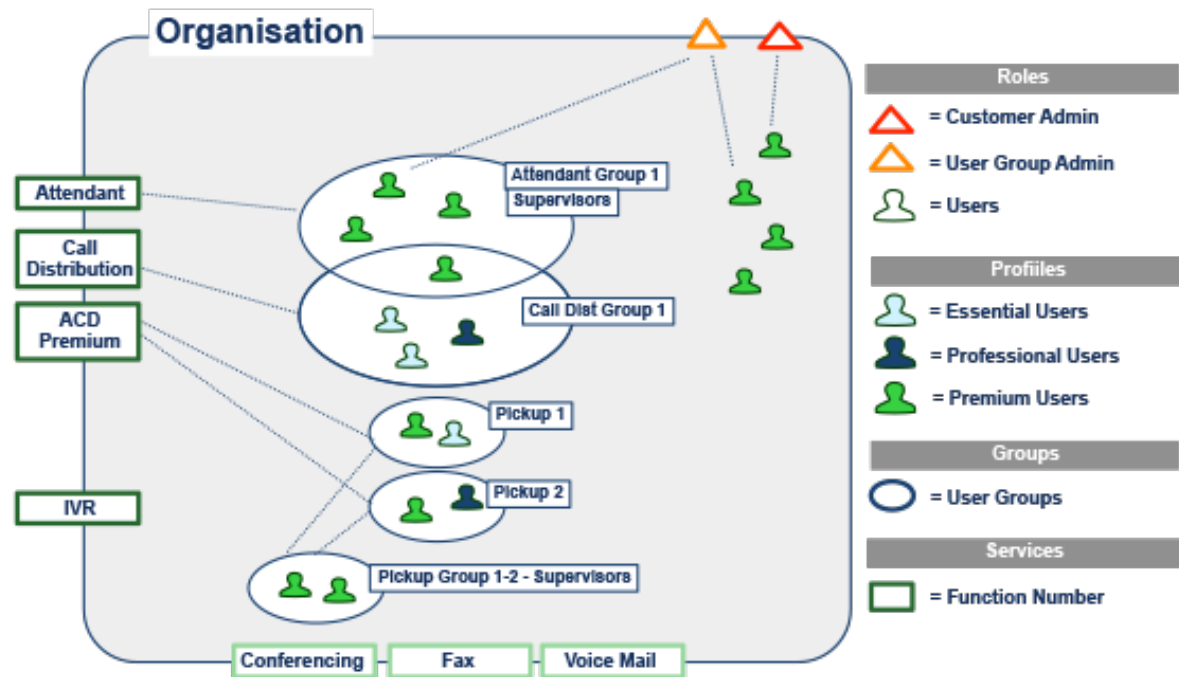 Organisation
Attendant
Call
Distribution
ACD
Premium
IVR
Attendant Group 1
Supervisors
Call Dist Group 1
Pickup 1
Pickup 2
Pickup Group 1-2 - Supervisors
Conferencing
Fax
Voice Mail
Roles
= Customer Admin
= User Group Admin
= Users
Profiiles
= Essential Users
= Professional Users
= Premium Users
Groups
= User Groups
Services
= Function Number